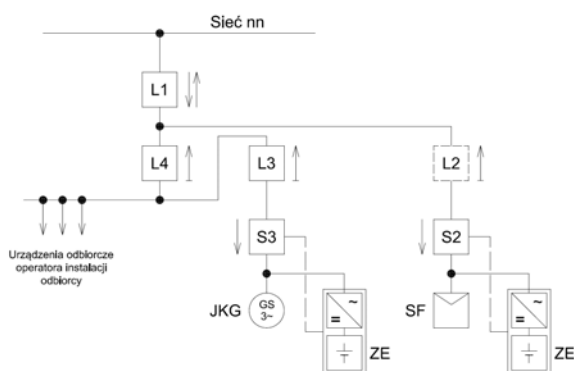 Sieć nn
L1
L4
L3
L2
S3
S2
Urządzenia odbiorcze
operatora instalacji
odbiorcy
JKG
GS
3~
~
=
ZE
SF
~
=
ZE